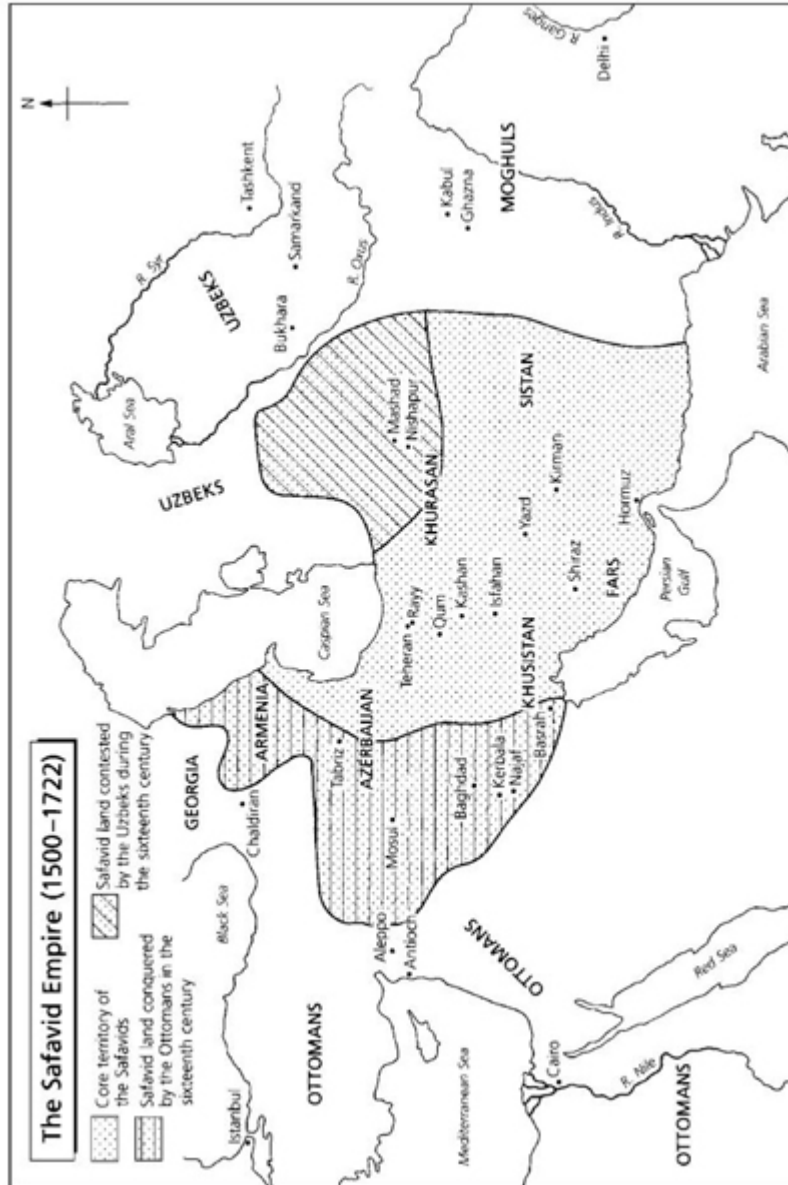 The Safavid Empire (1500–1722)
Core territory of
the Safavids
Safavid land conquered
by the Ottomans in the
sixteenth century
Safavid land contested
by the Uzbeks during
the sixteenth century
N
Istanbul
Black Sea
GEORGIA
Chaldiran
ARMENIA
Caspian Sea
UZBEKS
Aral Sea
R. Syr
UZBEKS
Tashkent
Bukhara
Samarkand
R. Oxus
OTTOMANS
Aleppo
Antioch
Mosul
Tabriz
AZERBAIJAN
Teheran
Rayy
Qum
Kashan
Isfahan
KHURASAN
Mashad
Nishapur
Kabul
Ghazna
MOGHULS
R. Indus
Delhi
R. Ganges
Mediterranean Sea
OTTOMANS
Baghdad
Kerbala
Najaf
Basrah
KHUSISTAN
Yazd
Kirman
SISTAN
Shiraz
FARS
Hormuz
Persian
Gulf
Arabian Sea
Cairo
R. Nile
OTTOMANS
Red Sea